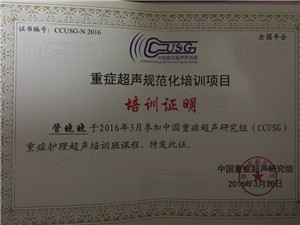 证书编号：CCUSG-N 2016
全国年会
CCUSG
重症超声规范化培训项目
培训证明
管晓晓于2016年3月参加中国重症超声研究组（CCUSG）
重症护理超声培训班课程，特发此证。
中国重症超声研究组
2016年3月20日